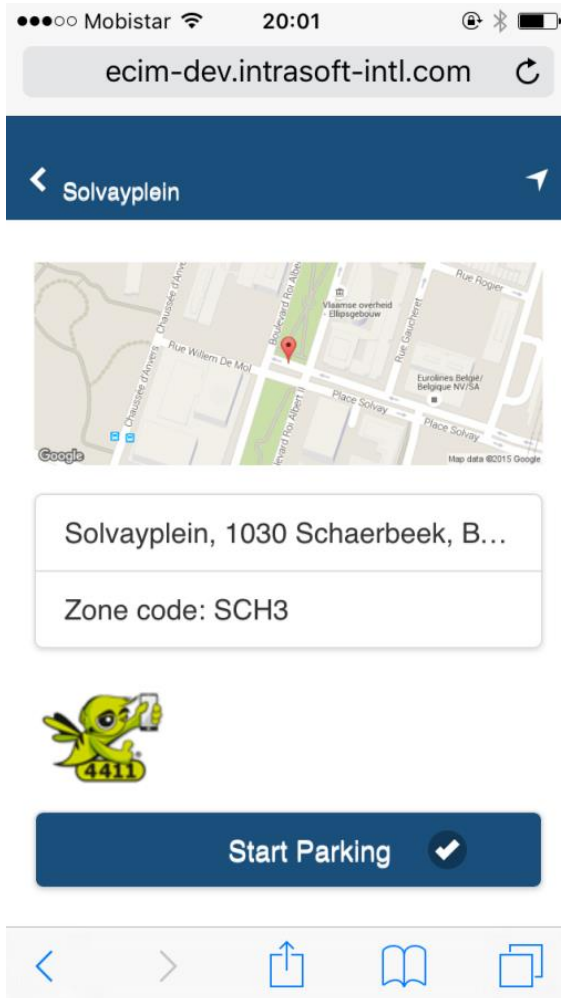 Mobistar 20:01
ecim-dev.intrasoft-intl.com
Solvayplein
Rue Rogier
Chaussée d'Anvers
Boulevard Roi Albert II
Vlaamse overheid
- Ellipsgebouw
Rue Gaucheret
Rue Willem De Mol
Eurolines België/
Belgique NV/SA
Chaussée d'Anvers
Place Solvay
Place Solvay
Google
Map data ©2015 Google
Solvayplein, 1030 Schaerbeek, B...
Zone code: SCH3
4411
Start Parking